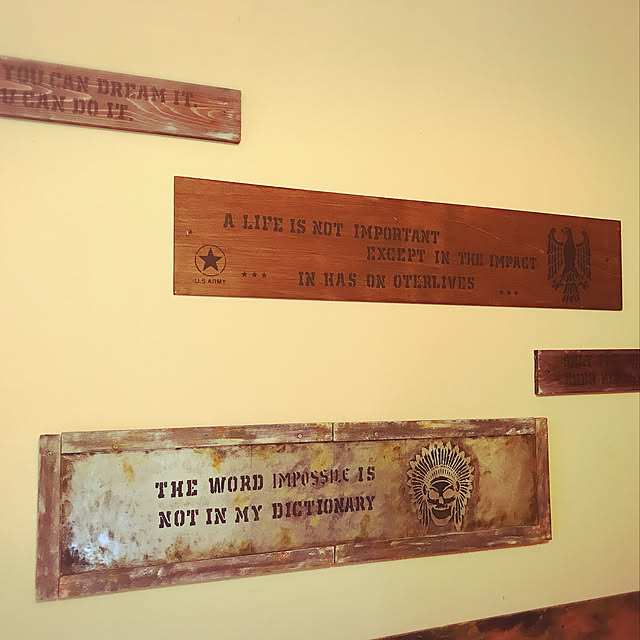 YOU CAN DREAM IT.
U CAN DO IT.
A LIFE IS NOT IMPORTANT
EXCEPT IN THE IMPACT
IN HAS ON OTERLIVES
U.S ARMY
THE WORD IMPOSSILE IS
NOT IN MY DICTIONARY